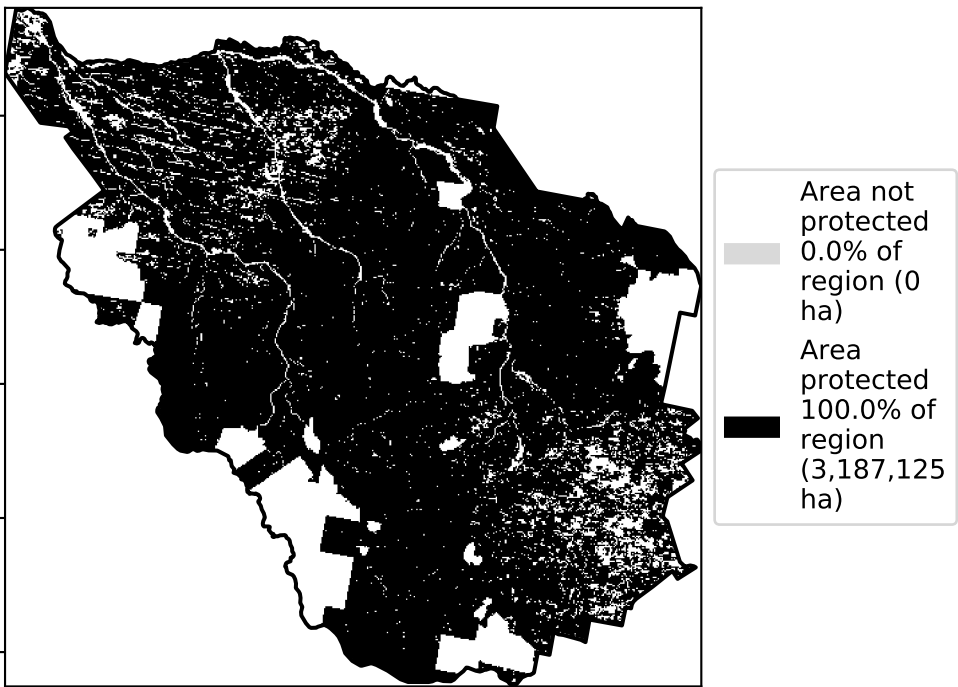 Area not
protected
0.0% of
region (0
ha)
Area
protected
100.0% of
region
(3,187,125
ha)